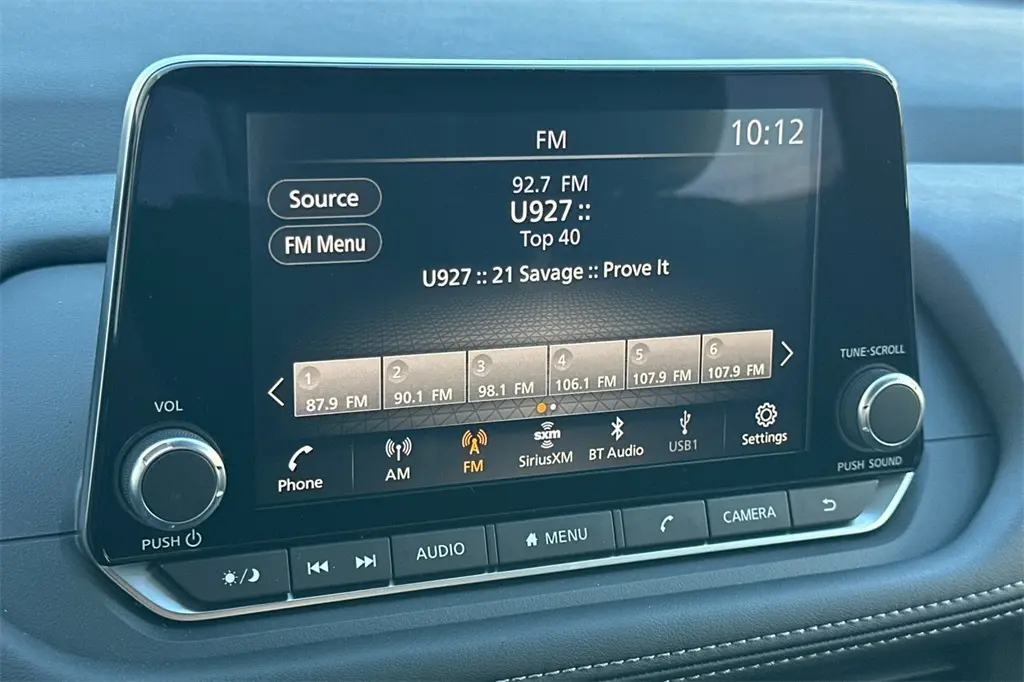 FM
10:12
Source
FM Menu
92.7 FM
U927 ::
Top 40
U927 :: 21 Savage :: Prove It
1
87.9 FM
2
90.1 FM
3
98.1 FM
4
106.1 FM
5
107.9 FM
6
107.9 FM
Phone
AM
FM
sxm
SiriusXM
BT Audio
USB1
Settings
VOL
PUSH
TUNE·SCROLL
PUSH SOUND
AUDIO
MENU
CAMERA